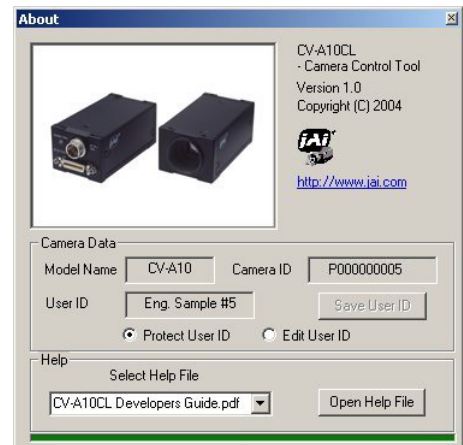 About
CV-A10CL
- Camera Control Tool
Version 1.0
Copyright (C) 2004
JAi
http://www.jai.com
Camera Data
Model Name CV-A10 Camera ID P000000005
User ID Eng. Sample #5 Save User ID
Protect User ID Edit User ID
Help
Select Help File
CV-A10CL Developers Guide.pdf Open Help File